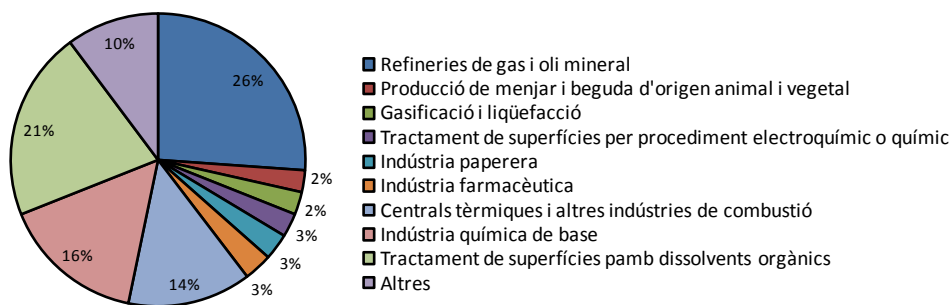 10%
26%
21%
2%
2%
3%
3%
3%
14%
16%
Refineries de gas i oli mineral
Producció de menjar i beguda d'origen animal i vegetal
Gasificació i liqüefacció
Tractament de superfícies per procediment electroquímic o químic
Indústria paperera
Indústria farmacèutica
Centrals tèrmiques i altres indústries de combustió
Indústria química de base
Tractament de superfícies pamb dissolvents orgànics
Altres